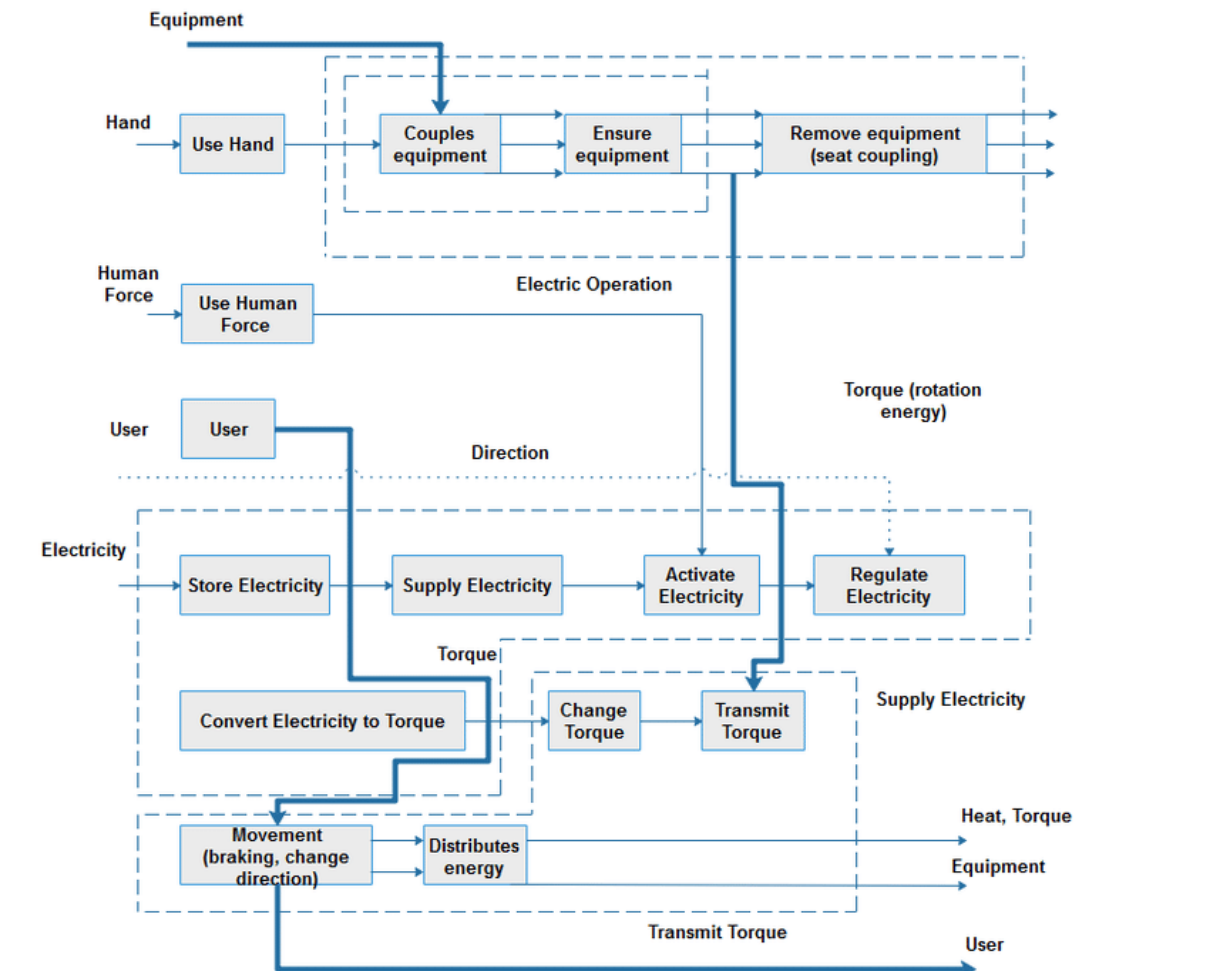 Equipment
Hand
Use Hand
Couples
equipment
Ensure
equipment
Remove equipment
(seat coupling)
Human
Force
Use Human
Force
Electric Operation
Torque (rotation
energy)
User
User
Direction
Electricity
Store Electricity
Supply Electricity
Activate
Electricity
Regulate
Electricity
Torque
Convert Electricity to Torque
Change
Torque
Transmit
Torque
Supply Electricity
Movement
(braking, change
direction)
Distributes
energy
Heat, Torque
Equipment
Transmit Torque
User